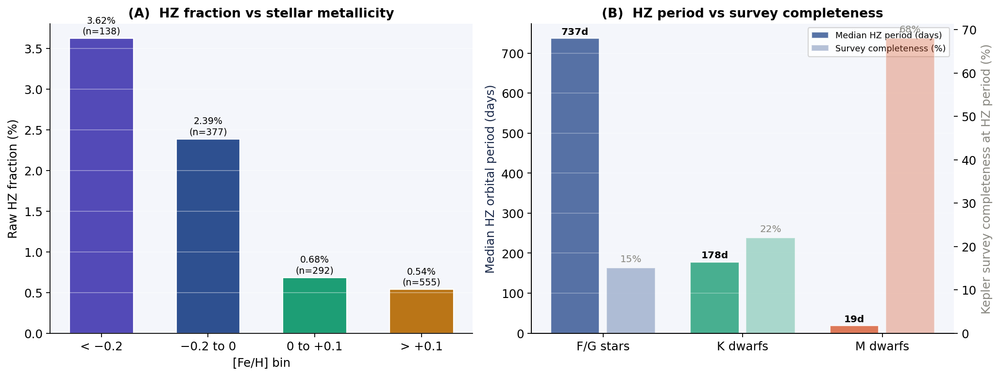 (A)  HZ fraction vs stellar metallicity
Raw HZ fraction (%)
3.5
3.0
2.5
2.0
1.5
1.0
0.5
0.0
3.62%
(n=138)
2.39%
(n=377)
0.68%
(n=292)
0.54%
(n=555)
< −0.2
−0.2 to 0
0 to +0.1
> +0.1
[Fe/H] bin
(B)  HZ period vs survey completeness
Median HZ orbital period (days)
700
600
500
400
300
200
100
0
737d
15%
178d
22%
19d
68%
Median HZ period (days)
Survey completeness (%)
F/G stars
K dwarfs
M dwarfs
70
60
50
40
30
20
10
0
Kepler survey completeness at HZ period (%)